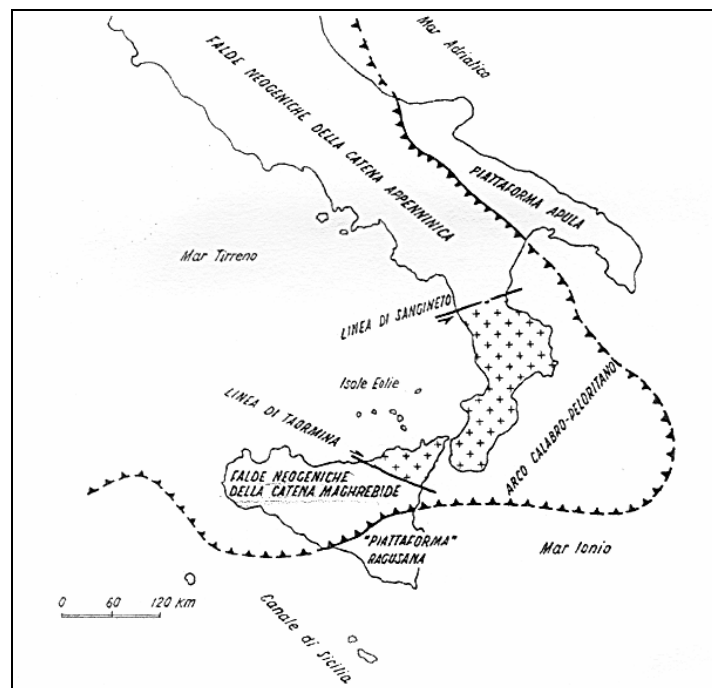 Mar Adriatico
FALDE NEOGENICHE DELLA CATENA APPENNINICA
PIATTAFORMA APULA
Mar Tirreno
LINEA DI SANGINETO
Isole Eolie
LINEA DI TAORMINA
ARCO CALABRO-PELORITANO
FALDE NEOGENICHE
DELLA CATENA MAGHREBIDE
"PIATTAFORMA"
RAGUSANA
Mar Ionio
0 60 120 Km
Canale di Sicilia